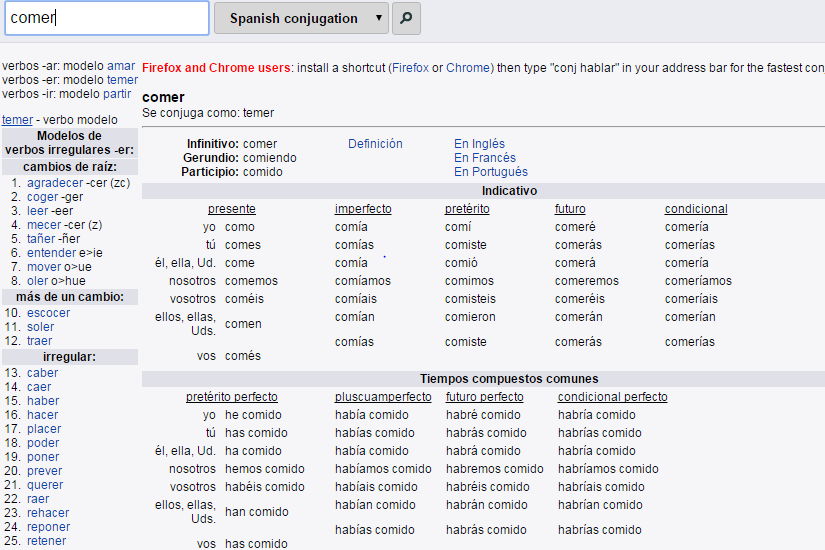 comer Spanish conjugation
verbos -ar: modelo amar
verbos -er: modelo temer
verbos -ir: modelo partir
temer - verbo modelo
Modelos de
verbos irregulares -er:
cambios de raíz:
1. agradecer -cer (zc)
2. coger -ger
3. leer -eer
4. mecer -cer (z)
5. tañer -ñer
6. entender e>ie
7. mover o>ue
8. oler o>hue
más de un cambio:
10. escocer
11. soler
12. traer
irregular:
13. caber
14. caer
15. haber
16. hacer
17. placer
18. poder
19. poner
20. prever
21. querer
22. raer
23. rehacer
24. reponer
25. retener
Firefox and Chrome users: install a shortcut (Firefox or Chrome) then type "conj hablar" in your address bar for the fastest con
comer
Se conjuga como: temer
Infinitivo: comer Definición En Inglés
Gerundio: comiendo En Francés
Participio: comido En Portugués
Indicativo
presente imperfecto pretérito futuro condicional
yo como comía comí comeré comería
tú comes comías comiste comerás comerías
él, ella, Ud. come comía comió comerá comería
nosotros comemos comíamos comimos comeremos comeríamos
vosotros coméis comíais comisteis comeréis comeríais
ellos, ellas, Uds. comen comían comieron comerán comerían
vos comés comías comiste comerás comerías
Tiempos compuestos comunes
pretérito perfecto pluscuamperfecto futuro perfecto condicional perfecto
yo he comido había comido habré comido habría comido
tú has comido habías comido habrás comido habrías comido
él, ella, Ud. ha comido había comido habrá comido habría comido
nosotros hemos comido habíamos comido habremos comido habríamos comido
vosotros habéis comido habíais comido habréis comido habríais comido
ellos, ellas, Uds. han comido habían comido habrán comido habrían comido
vos has comido habías comido habrás comido habrías comido